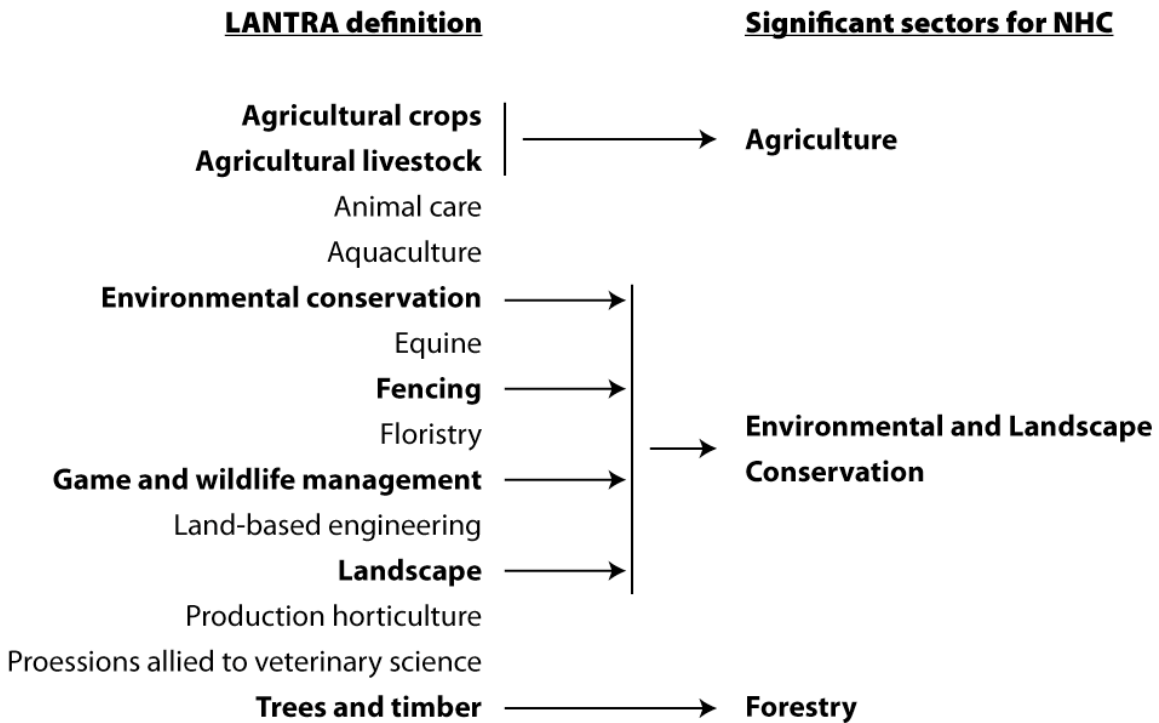 LANTRA definition
Significant sectors for NHC
Agricultural crops
Agricultural livestock
Agriculture
Animal care
Aquaculture
Environmental conservation
Equine
Fencing
Floristry
Game and wildlife management
Environmental and Landscape
Conservation
Land-based engineering
Landscape
Production horticulture
Proessions allied to veterinary science
Trees and timber
Forestry